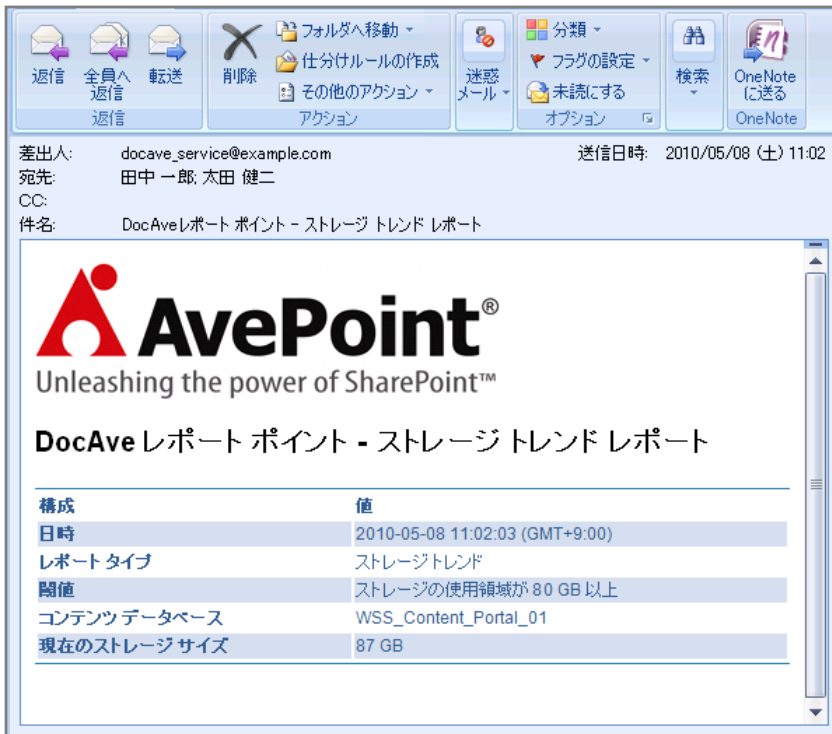 返信
全員へ
返信
転送
返信
削除
フォルダへ移動
仕分けルールの作成
その他のアクション
アクション
迷惑
メール
分類
フラグの設定
未読にする
オプション
検索
OneNote
に送る
OneNote
差出人: docave_service@example.com 送信日時: 2010/05/08 (土) 11:02
宛先: 田中 一郎; 太田 健二
CC:
件名: DocAveレポート ポイント - ストレージ トレンド レポート
AvePoint®
Unleashing the power of SharePoint™
DocAve レポート ポイント - ストレージ トレンド レポート
構成 値
日時 2010-05-08 11:02:03 (GMT+9:00)
レポート タイプ ストレージトレンド
閾値 ストレージの使用領域が 80 GB 以上
コンテンツ データベース WSS_Content_Portal_01
現在のストレージ サイズ 87 GB